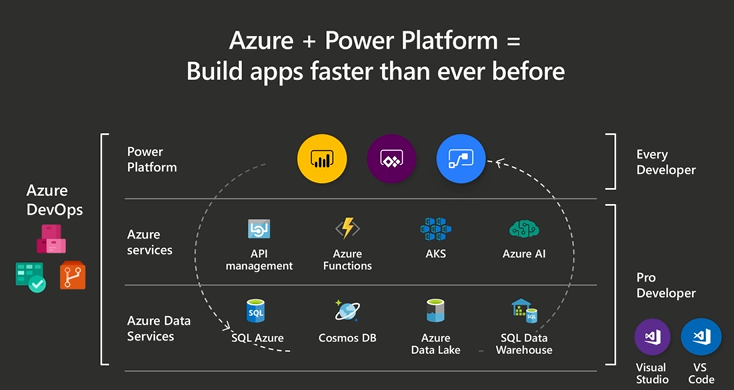 Azure + Power Platform =
Build apps faster than ever before
Azure
DevOps
Power
Platform
Every
Developer
Azure
services
API
management
Azure
Functions
AKS
Azure AI
Pro
Developer
Azure Data
Services
SQL
SQL Azure
Cosmos DB
Azure
Data Lake
SQL
SQL Data
Warehouse
Visual
Studio
VS
Code